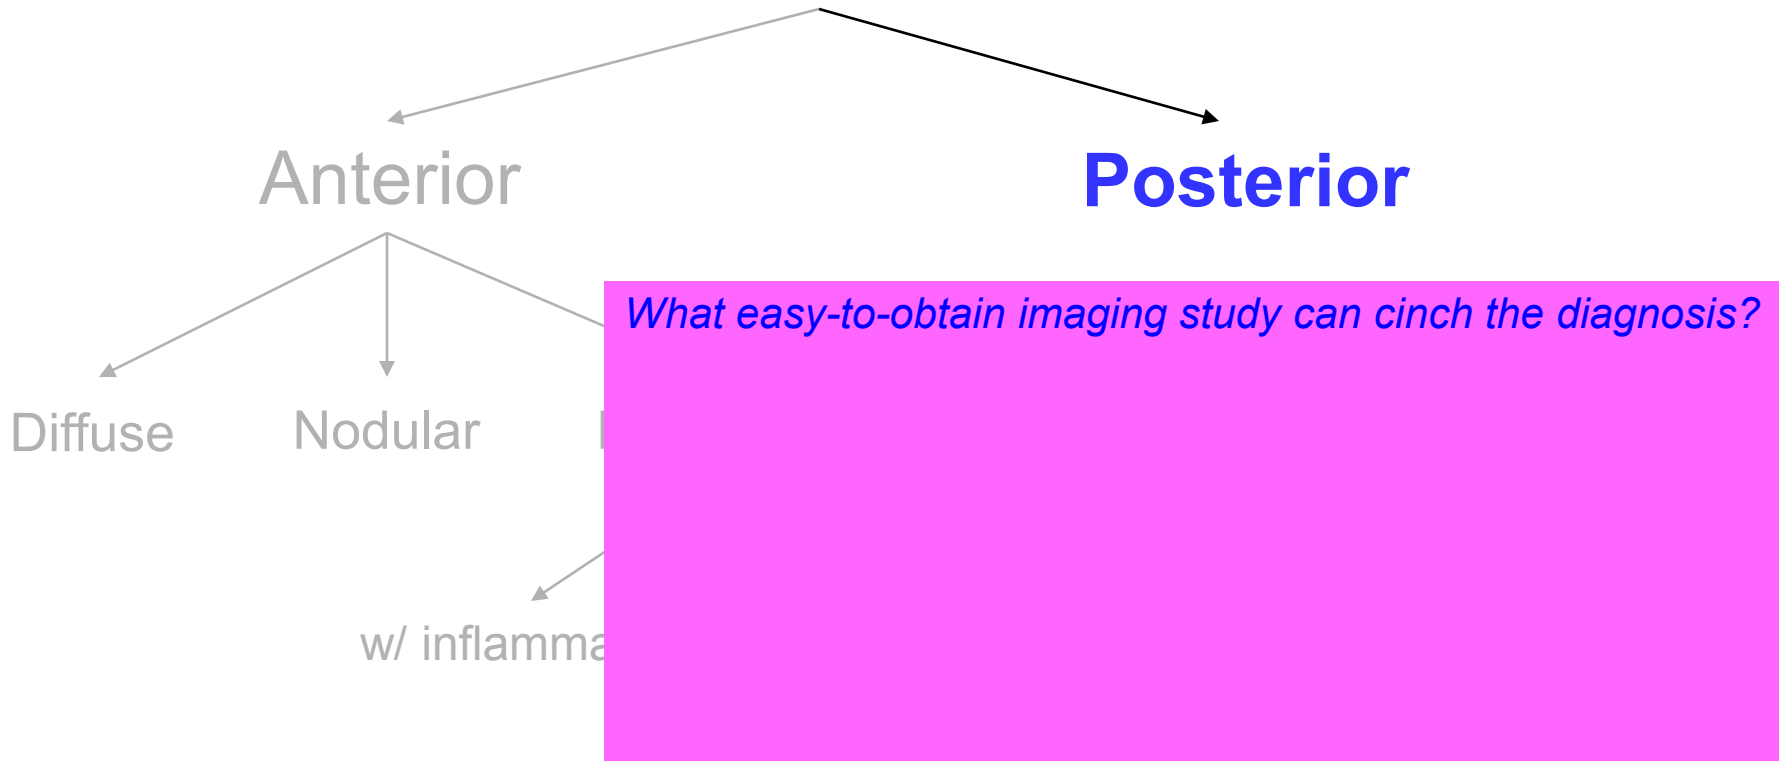 Anterior
Posterior
What easy-to-obtain imaging study can cinch the diagnosis?
Diffuse
Nodular
w/ inflamma